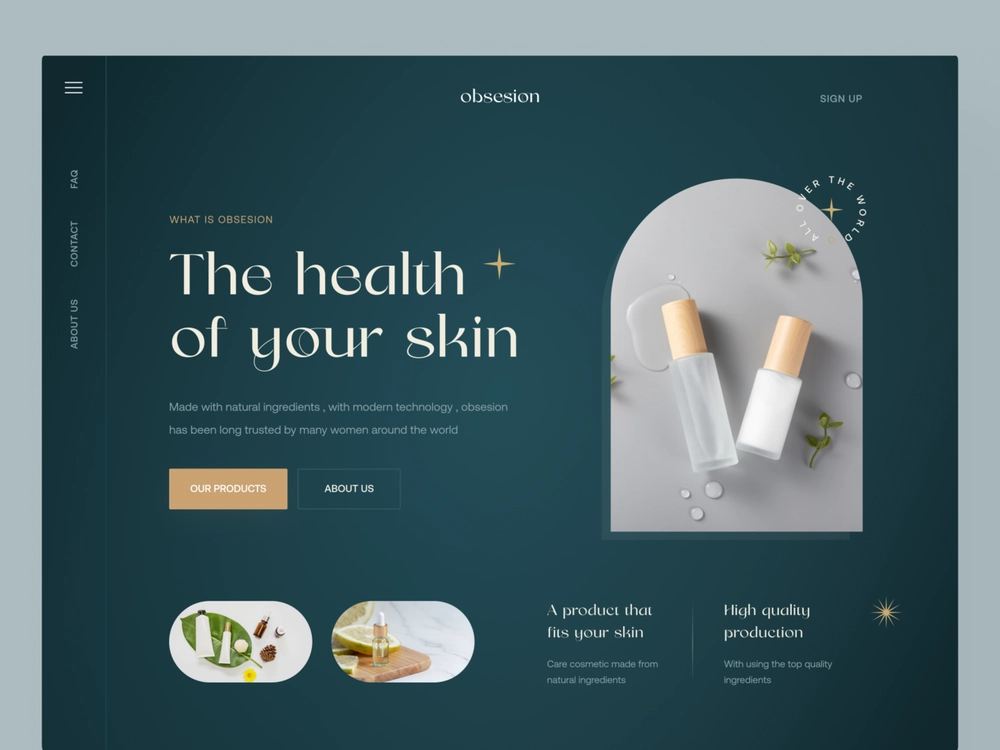 obsesion
SIGN UP
FAQ
CONTACT
ABOUT US
WHAT IS OBSESION
The health
of your skin
Made with natural ingredients , with modern technology , obsesion
has been long trusted by many women around the world
OUR PRODUCTS
ABOUT US
ALL OVER THE WORLD
A product that
fits your skin
Care cosmetic made from
natural ingredients
High quality
production
With using the top quality
ingredients